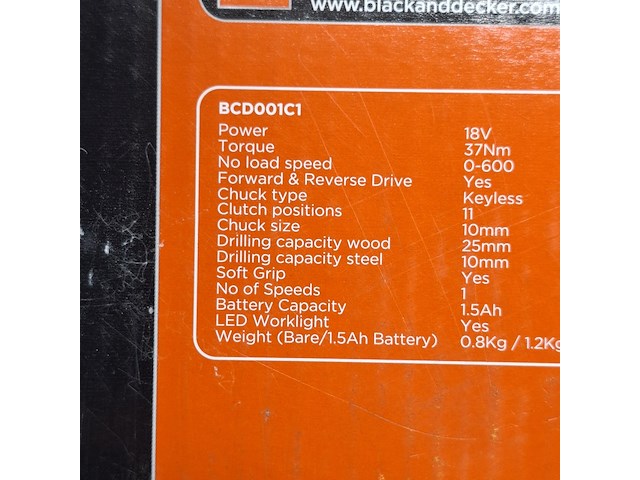 www.blackanddecker.com
BCD001C1
Power 18V
Torque 37Nm
No load speed 0-600
Forward & Reverse Drive Yes
Chuck type Keyless
Clutch positions 11
Chuck size 10mm
Drilling capacity wood 25mm
Drilling capacity steel 10mm
Soft Grip Yes
No of Speeds 1
Battery Capacity 1.5Ah
LED Worklight Yes
Weight (Bare/1.5Ah Battery) 0.8Kg / 1.2Kg